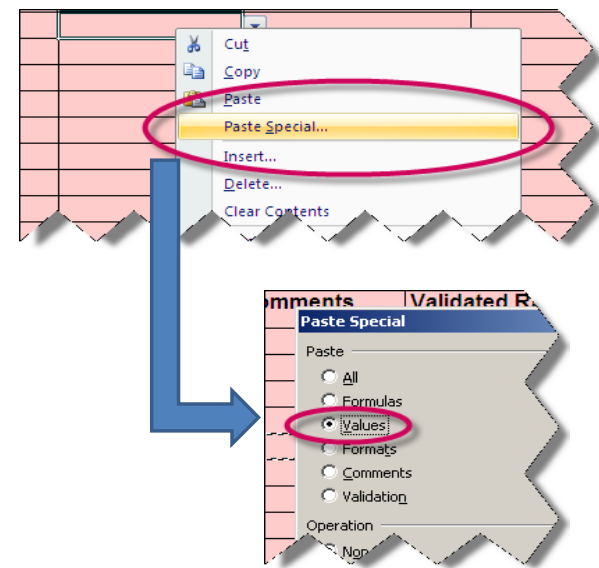 Cut
Copy
Paste
Paste Special...
Insert...
Delete...
Clear Contents
omments Validated R
Paste Special
Paste
All
Formulas
Values
Formats
Comments
Validation
Operation